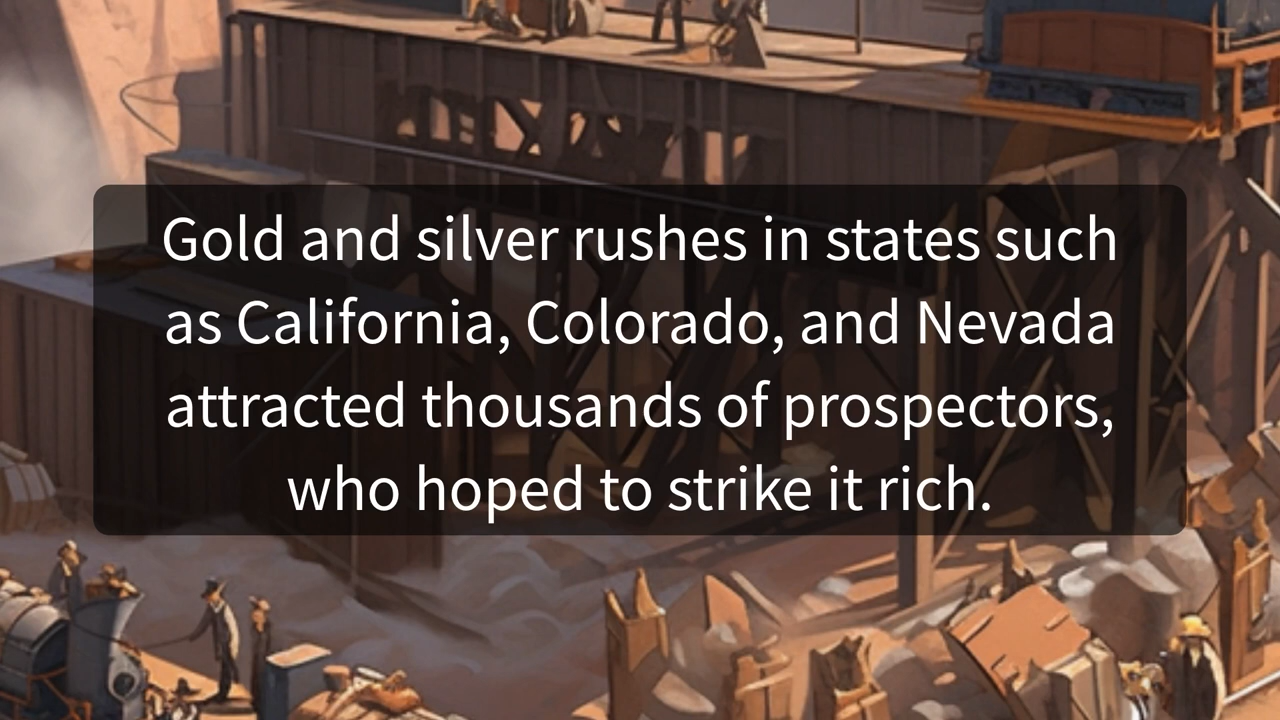 Gold and silver rushes in states such
as California, Colorado, and Nevada
attracted thousands of prospectors,
who hoped to strike it rich.